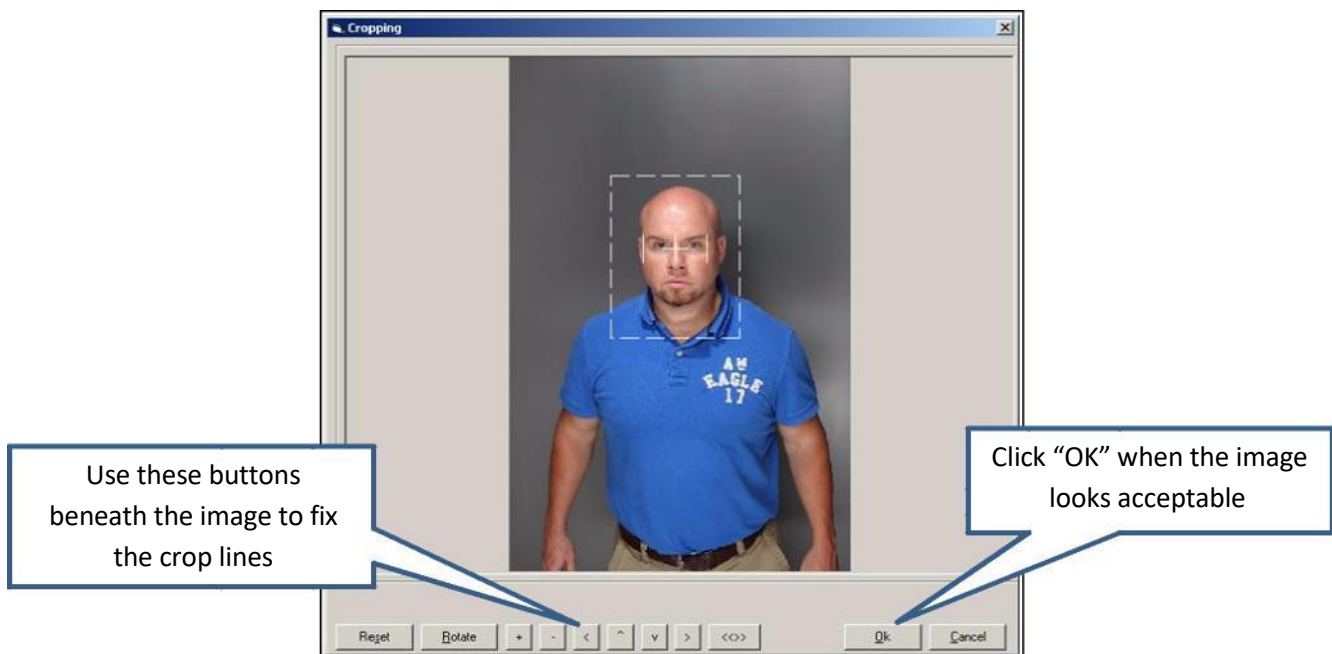 Cropping
AM
EAGLE
17
Use these buttons
beneath the image to fix
the crop lines
Click “OK” when the image
looks acceptable
Reset Rotate + - < ^ v > <<>> Ok Cancel